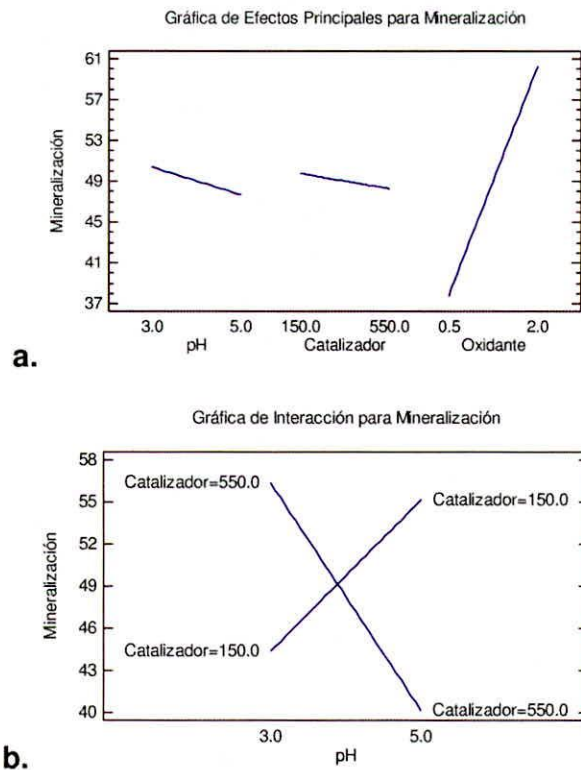 Gráfica de Efectos Principales para Mineralización
61
57
53
49
45
41
37
Mineralización
3.0 5.0 150.0 550.0 0.5 2.0
pH Catalizador Oxidante
a.
Gráfica de Interacción para Mineralización
58
55
52
49
46
43
40
Mineralización
Catalizador=550.0
Catalizador=150.0
Catalizador=150.0
Catalizador=550.0
3.0 5.0
pH
b.